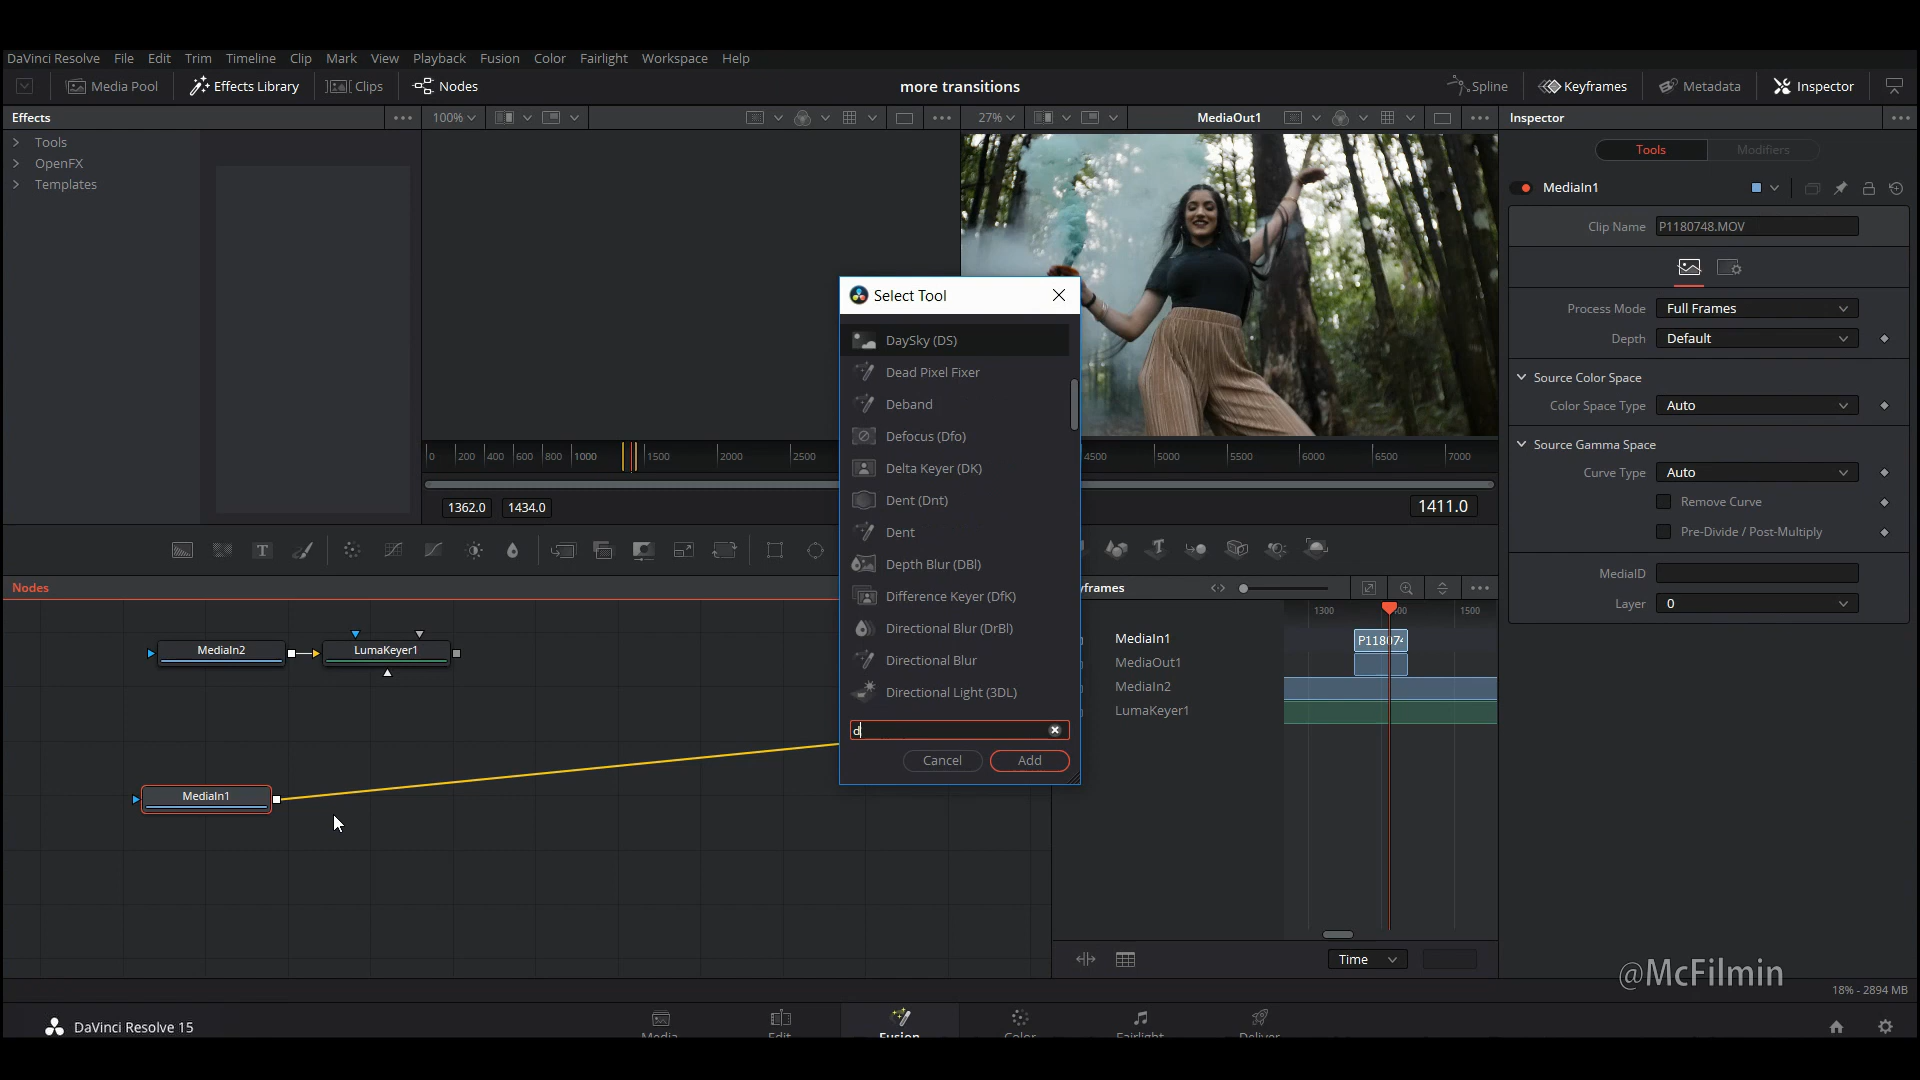 DaVinci Resolve File Edit Trim Timeline Clip Mark View Playback Fusion Color Fairlight Workspace Help
Media Pool Effects Library Clips Nodes more transitions Spline Keyframes Metadata Inspector
Effects 100% 27% MediaOut1 Inspector
Tools
OpenFX
Templates
Tools Modifiers
MediaIn1
Clip Name P1180748.MOV
Process Mode Full Frames
Depth Default
Source Color Space
Color Space Type Auto
Source Gamma Space
Curve Type Auto
Remove Curve
Pre-Divide / Post-Multiply
MediaID
Layer 0
Select Tool
DaySky (DS)
Dead Pixel Fixer
Deband
Defocus (Dfo)
Delta Keyer (DK)
Dent (Dnt)
Dent
Depth Blur (DBl)
Difference Keyer (DfK)
Directional Blur (DrBl)
Directional Blur
Directional Light (3DL)
d
Cancel Add
0 200 400 600 800 1000 1500 2000 2500 4500 5000 5500 6000 6500 7000
1362.0 1434.0 1411.0
Nodes
MediaIn2 LumaKeyer1
MediaIn1
1300 1500
MediaIn1 P11807
MediaOut1
MediaIn2
LumaKeyer1
Time
@McFilmin
18% - 2894 MB
DaVinci Resolve 15
Media Edit Fusion Color Fairlight Deliver